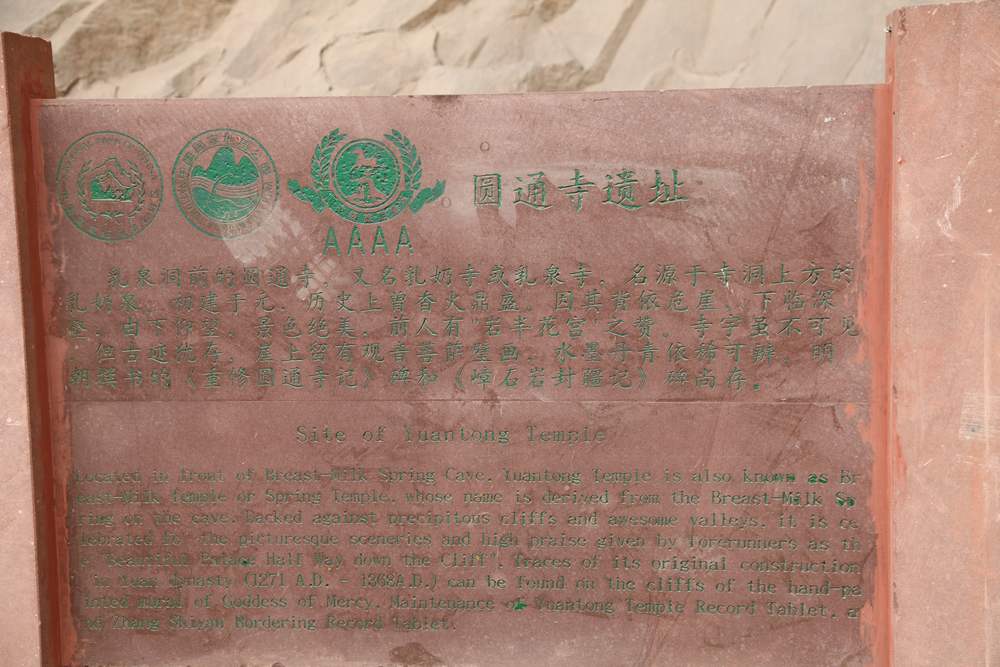 AAAA
圆通寺遗址
乳泉洞前的圆通寺，又名乳奶寺或乳泉寺，名源于寺洞上方的
乳奶泉。初建于元，历史上曾香火鼎盛，因其背依危崖，下临深
壑，由下仰望，景色绝美，前人有"岩半花宫"之赞。寺宇虽不可见
，但古迹犹存，崖上留有观音菩萨壁画，水墨丹青依稀可辨。明
朝撰书的《重修圆通寺记》碑和《嶂石岩封疆记》碑尚存。
Site of Yuantong Temple
Located in front of Breast-Milk Spring Cave, Yuantong Temple is also known as Br
east-Milk Temple or Spring Temple, whose name is derived from the Breast-Milk Sp
ring on the cave. Backed against precipitous cliffs and awesome valleys, it is ce
lebrated for the picturesque sceneries and high praise given by forerunners as th
e "Beautiful Palace Half Way down the Cliff". Traces of its original construction
in Yuan dynasty (1271 A.D. - 1368A.D.) can be found on the cliffs of the hand-pa
inted mural of Goddess of Mercy, Maintenance of Yuantong Temple Record Tablet, a
nd Zhang Shiyan Bordering Record Tablet.